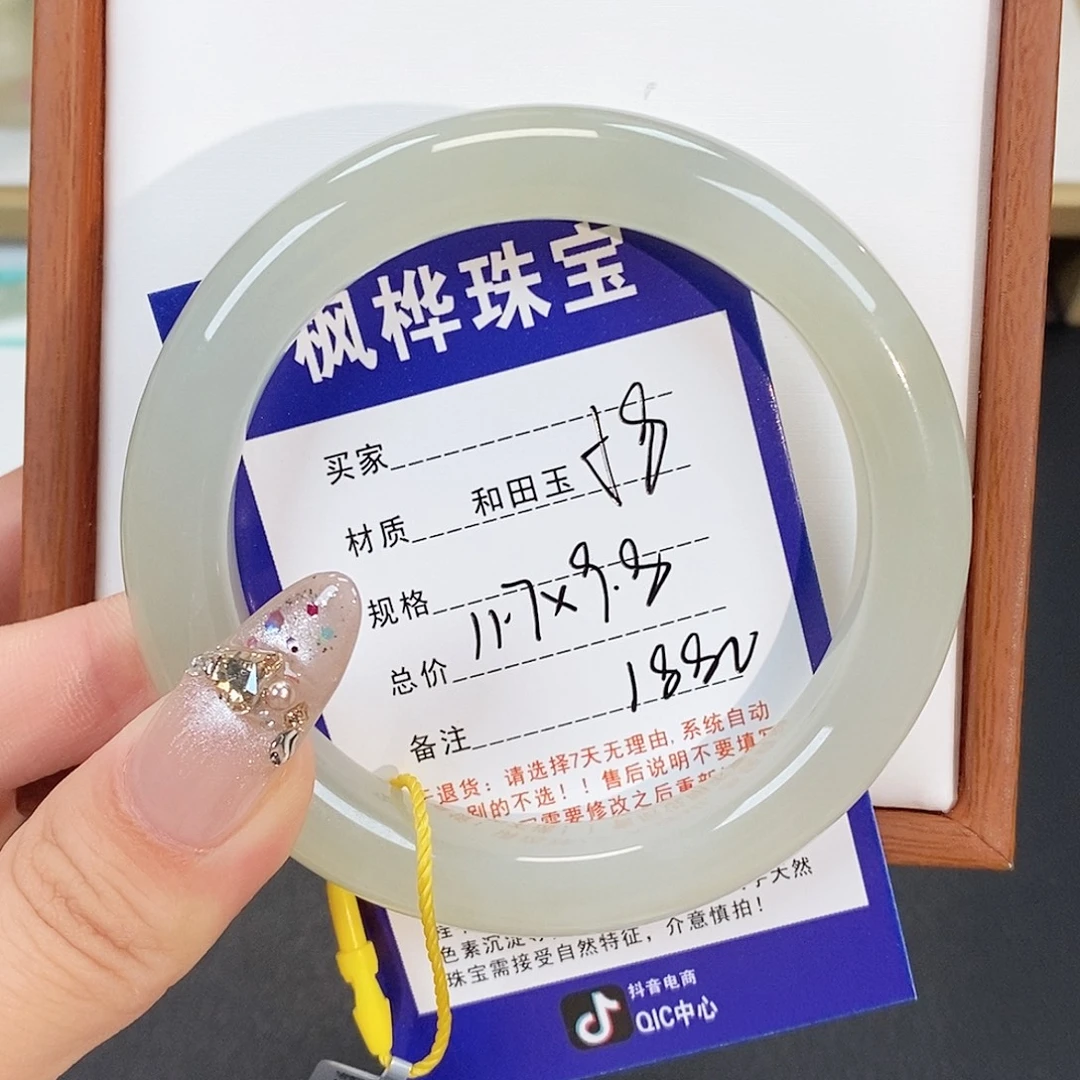 枫桦珠宝
买家
材质 和田玉 58
规格 11.7x9.8
总价
备注 1882
退货：请选择7天无理由，系统自动
别的不选！！售后说明不要填写
需要修改之后重新
天然
色素沉淀
珠宝需接受自然特征，介意慎拍！
抖音电商
QIC中心